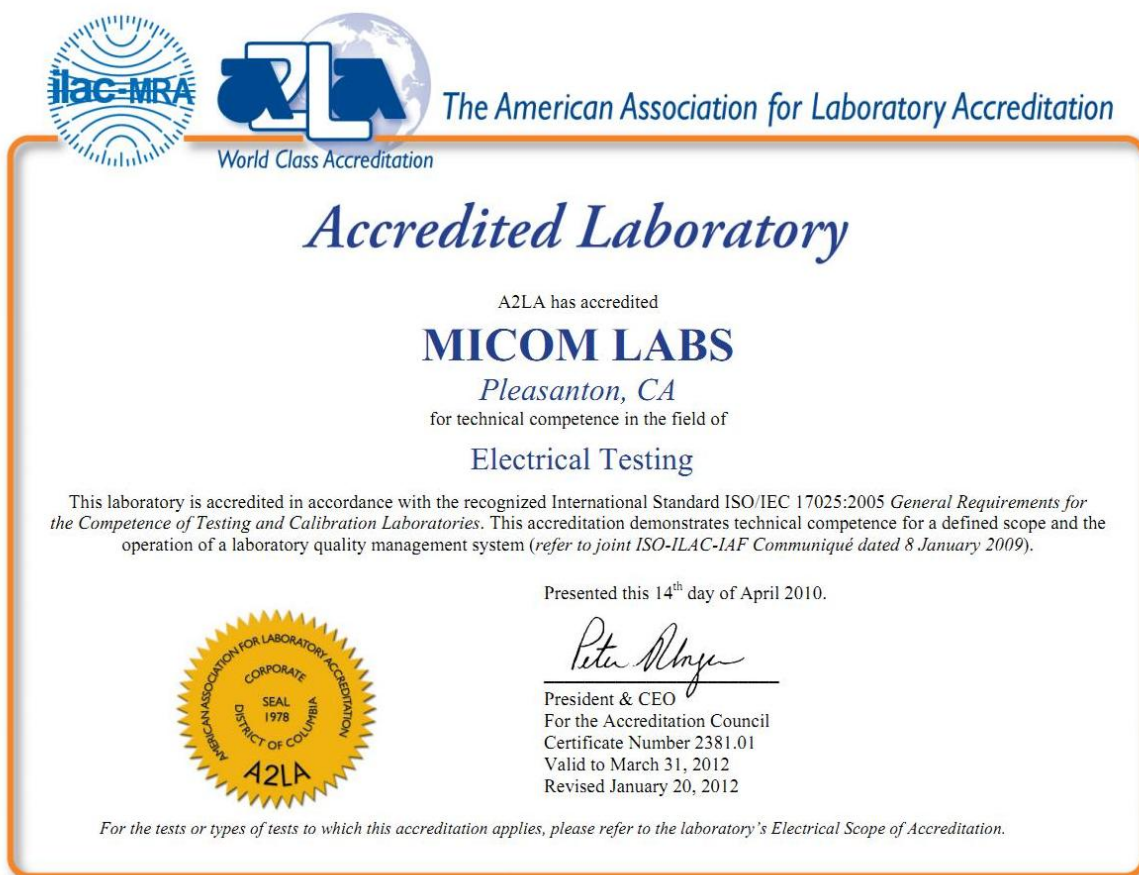 ilac-MRA
A2LA
World Class Accreditation
The American Association for Laboratory Accreditation
Accredited Laboratory
A2LA has accredited
MICOM LABS
Pleasanton, CA
for technical competence in the field of
Electrical Testing
This laboratory is accredited in accordance with the recognized International Standard ISO/IEC 17025:2005 General Requirements for
the Competence of Testing and Calibration Laboratories. This accreditation demonstrates technical competence for a defined scope and the
operation of a laboratory quality management system (refer to joint ISO-ILAC-IAF Communiqué dated 8 January 2009).
Presented this 14th day of April 2010.
AMERICAN ASSOCIATION FOR LABORATORY ACCREDITATION
CORPORATE
SEAL
1978
DISTRICT OF COLUMBIA
A2LA
President & CEO
For the Accreditation Council
Certificate Number 2381.01
Valid to March 31, 2012
Revised January 20, 2012
For the tests or types of tests to which this accreditation applies, please refer to the laboratory's Electrical Scope of Accreditation.